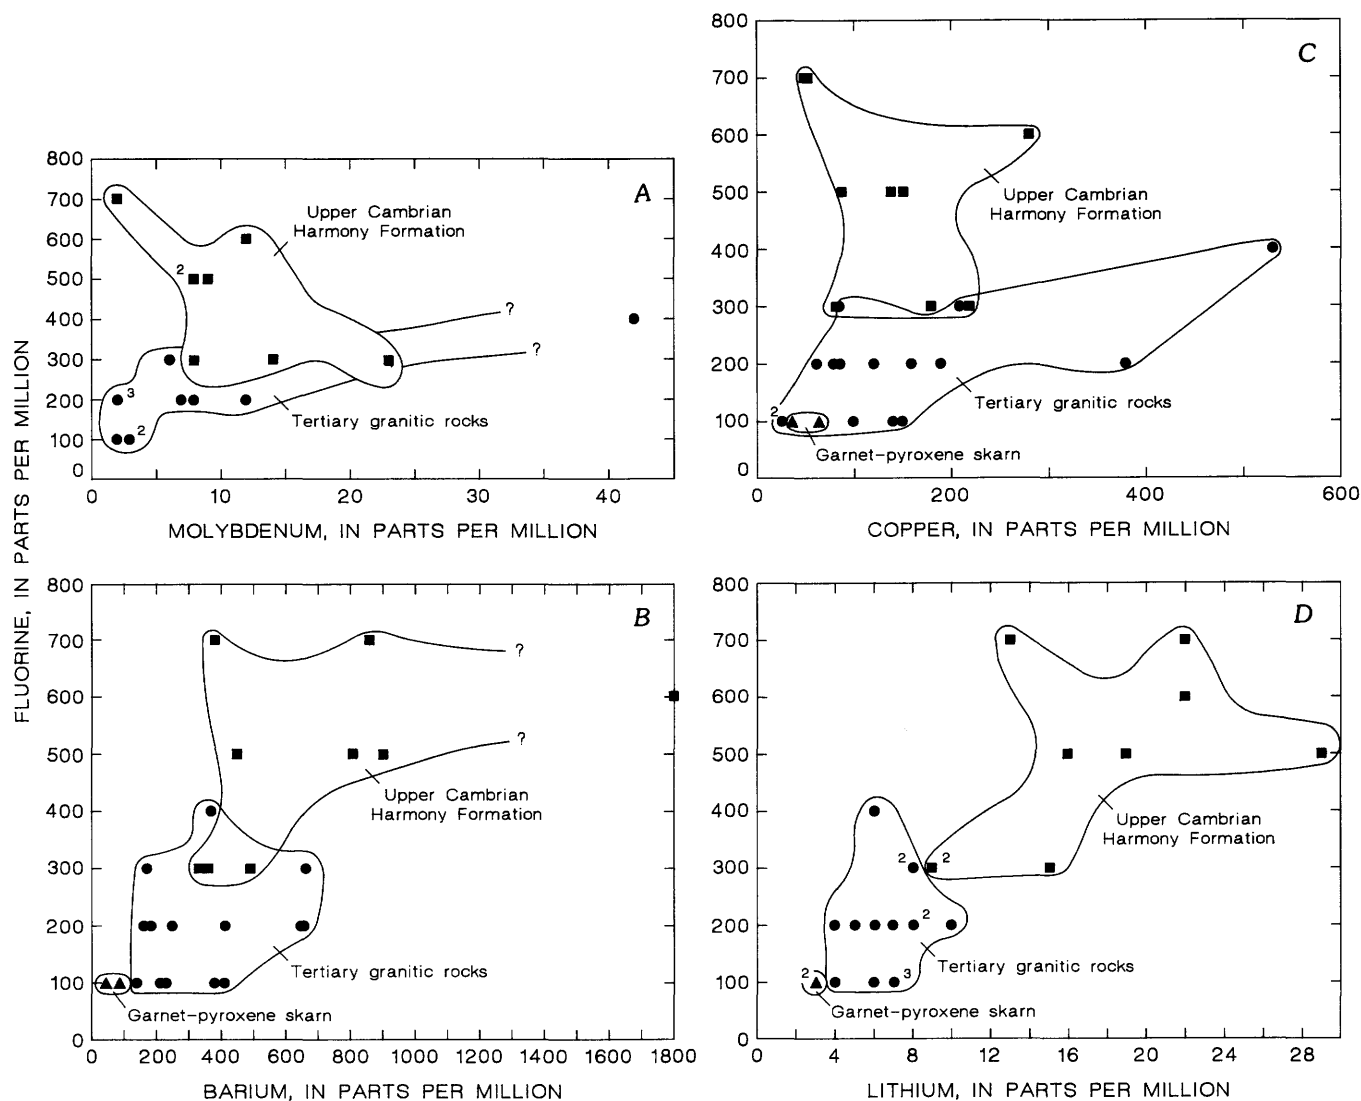 FLUORINE, IN PARTS PER MILLION
A
800
700
600
500
400
300
200
100
0
Upper Cambrian
Harmony Formation
2
?
?
3
2
Tertiary granitic rocks
0 10 20 30 40
MOLYBDENUM, IN PARTS PER MILLION
C
800
700
600
500
400
300
200
100
0
Upper Cambrian
Harmony Formation
Tertiary granitic rocks
2
Garnet-pyroxene skarn
0 200 400 600
COPPER, IN PARTS PER MILLION
B
800
700
600
500
400
300
200
100
0
?
?
Upper Cambrian
Harmony Formation
Tertiary granitic rocks
Garnet-pyroxene skarn
0 200 400 600 800 1000 1200 1400 1600 1800
BARIUM, IN PARTS PER MILLION
D
800
700
600
500
400
300
200
100
0
Upper Cambrian
Harmony Formation
2 2
2
Tertiary granitic rocks
2 3
Garnet-pyroxene skarn
0 4 8 12 16 20 24 28
LITHIUM, IN PARTS PER MILLION